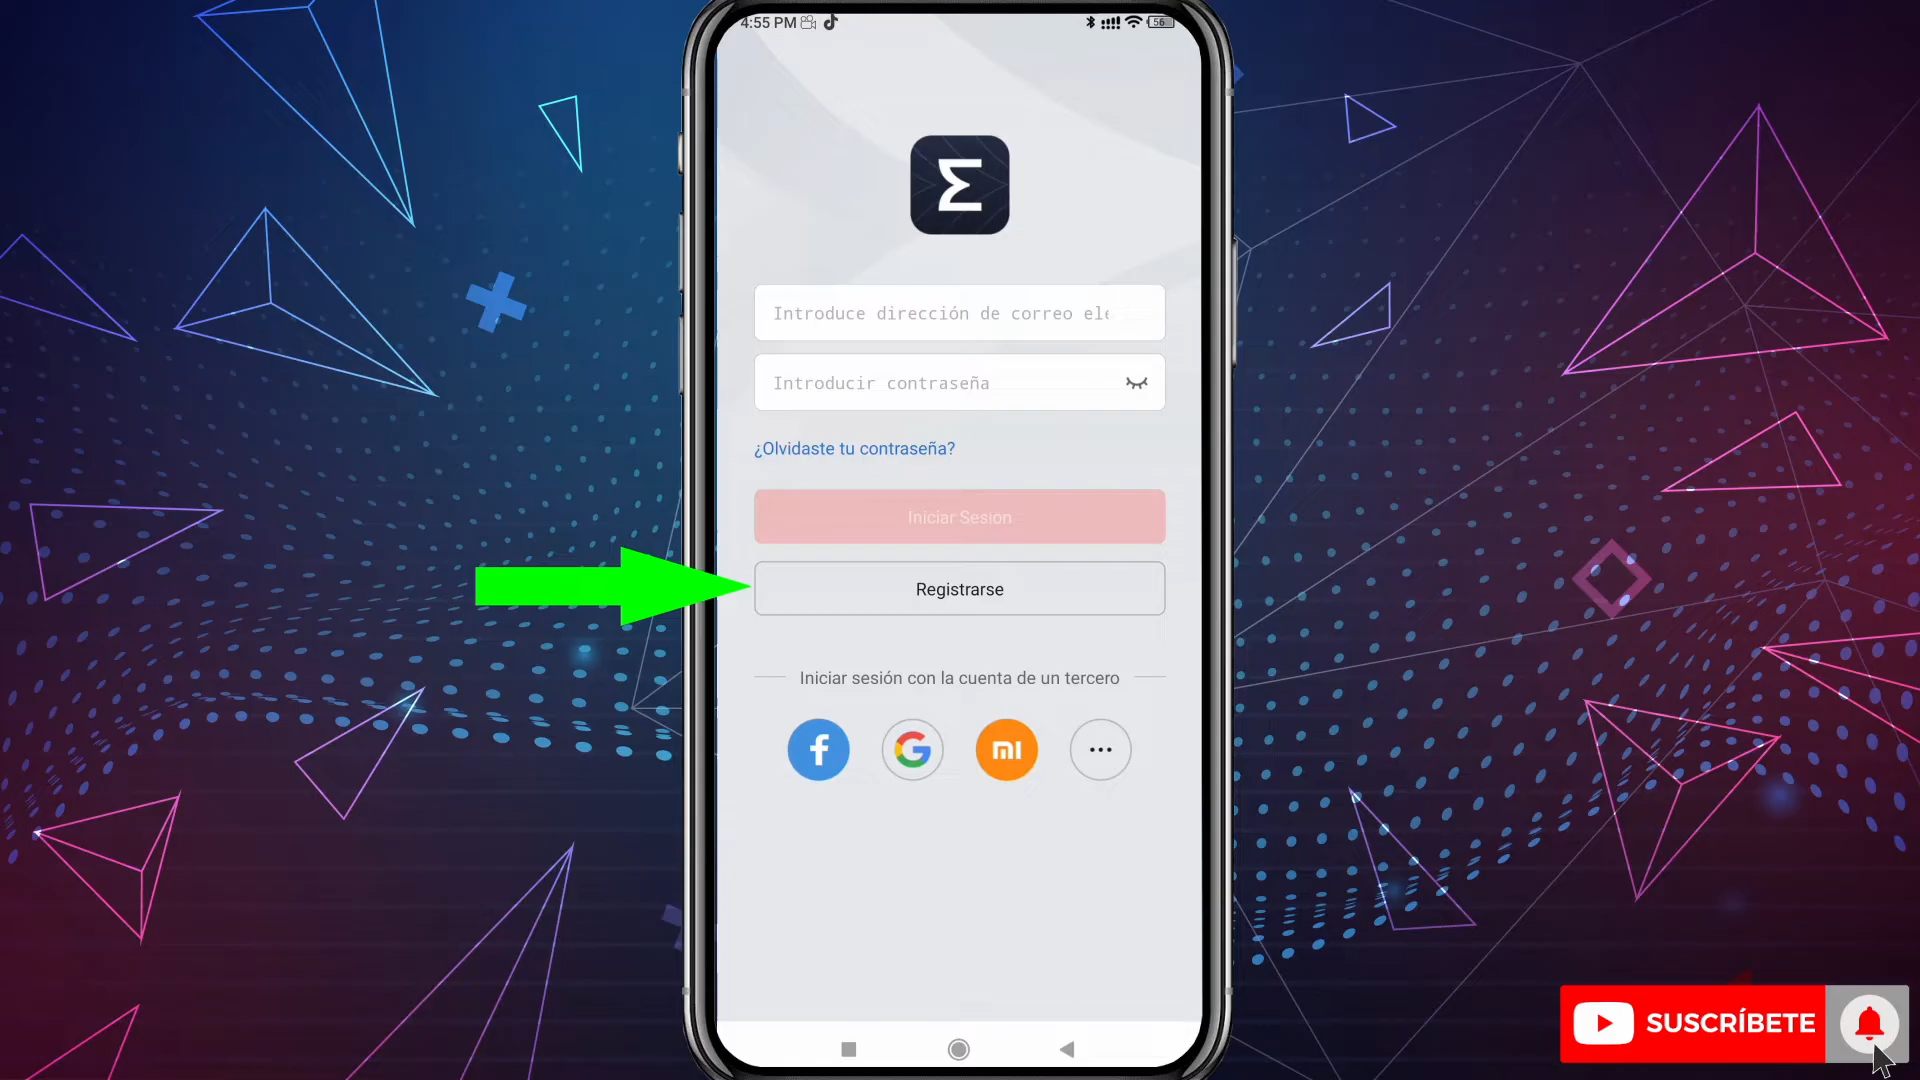 4:55 PM
56
Introduce dirección de correo ele
Introducir contraseña
¿Olvidaste tu contraseña?
Iniciar Sesion
Registrarse
Iniciar sesión con la cuenta de un tercero
SUSCRÍBETE